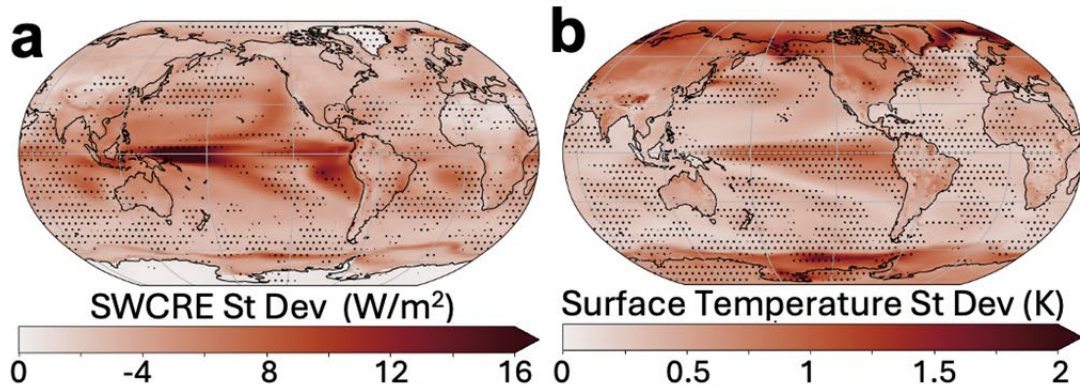 a
b
SWCRE St Dev (W/m²)
Surface Temperature St Dev (K)
0 -4 8 12 16
0 0.5 1 1.5 2